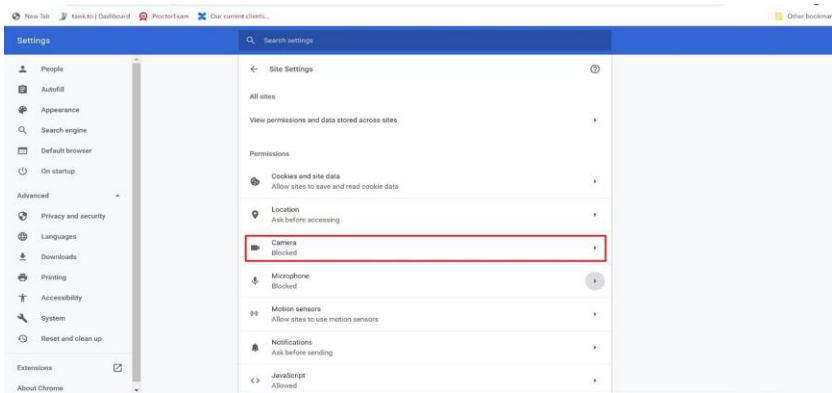 New Tab
tawk.to | Dashboard
ProctorExam
Our current clients...
Other bookmar
Settings
Search settings
People
Autofill
Appearance
Search engine
Default browser
On startup
Advanced
Privacy and security
Languages
Downloads
Printing
Accessibility
System
Reset and clean up
Extensions
About Chrome
Site Settings
All sites
View permissions and data stored across sites
Permissions
Cookies and site data
Allow sites to save and read cookie data
Location
Ask before accessing
Camera
Blocked
Microphone
Blocked
Motion sensors
Allow sites to use motion sensors
Notifications
Ask before sending
JavaScript
Allowed